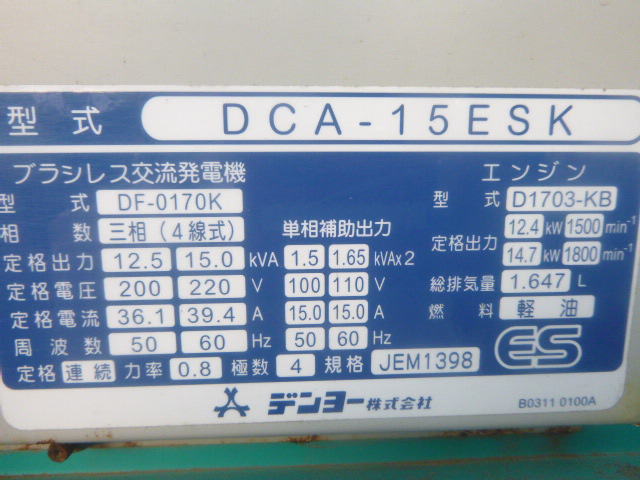 型式 DCA-15ESK
ブラシレス交流発電機
型式 DF-0170K
相数 三相(4線式)
定格出力 12.5 15.0 kVA
定格電圧 200 220 V
定格電流 36.1 39.4 A
周波数 50 60 Hz
単相補助出力
1.5 1.65 kVAx2
100 110 V
15.0 15.0 A
50 60 Hz
定格 連続 力率 0.8 極数 4 規格 JEM1398
エンジン
型式 D1703-KB
定格出力 12.4 kW 1500 min-1
14.7 kW 1800 min-1
総排気量 1.647 L
燃料 軽油
ES
デンヨー株式会社
B0311 0100A